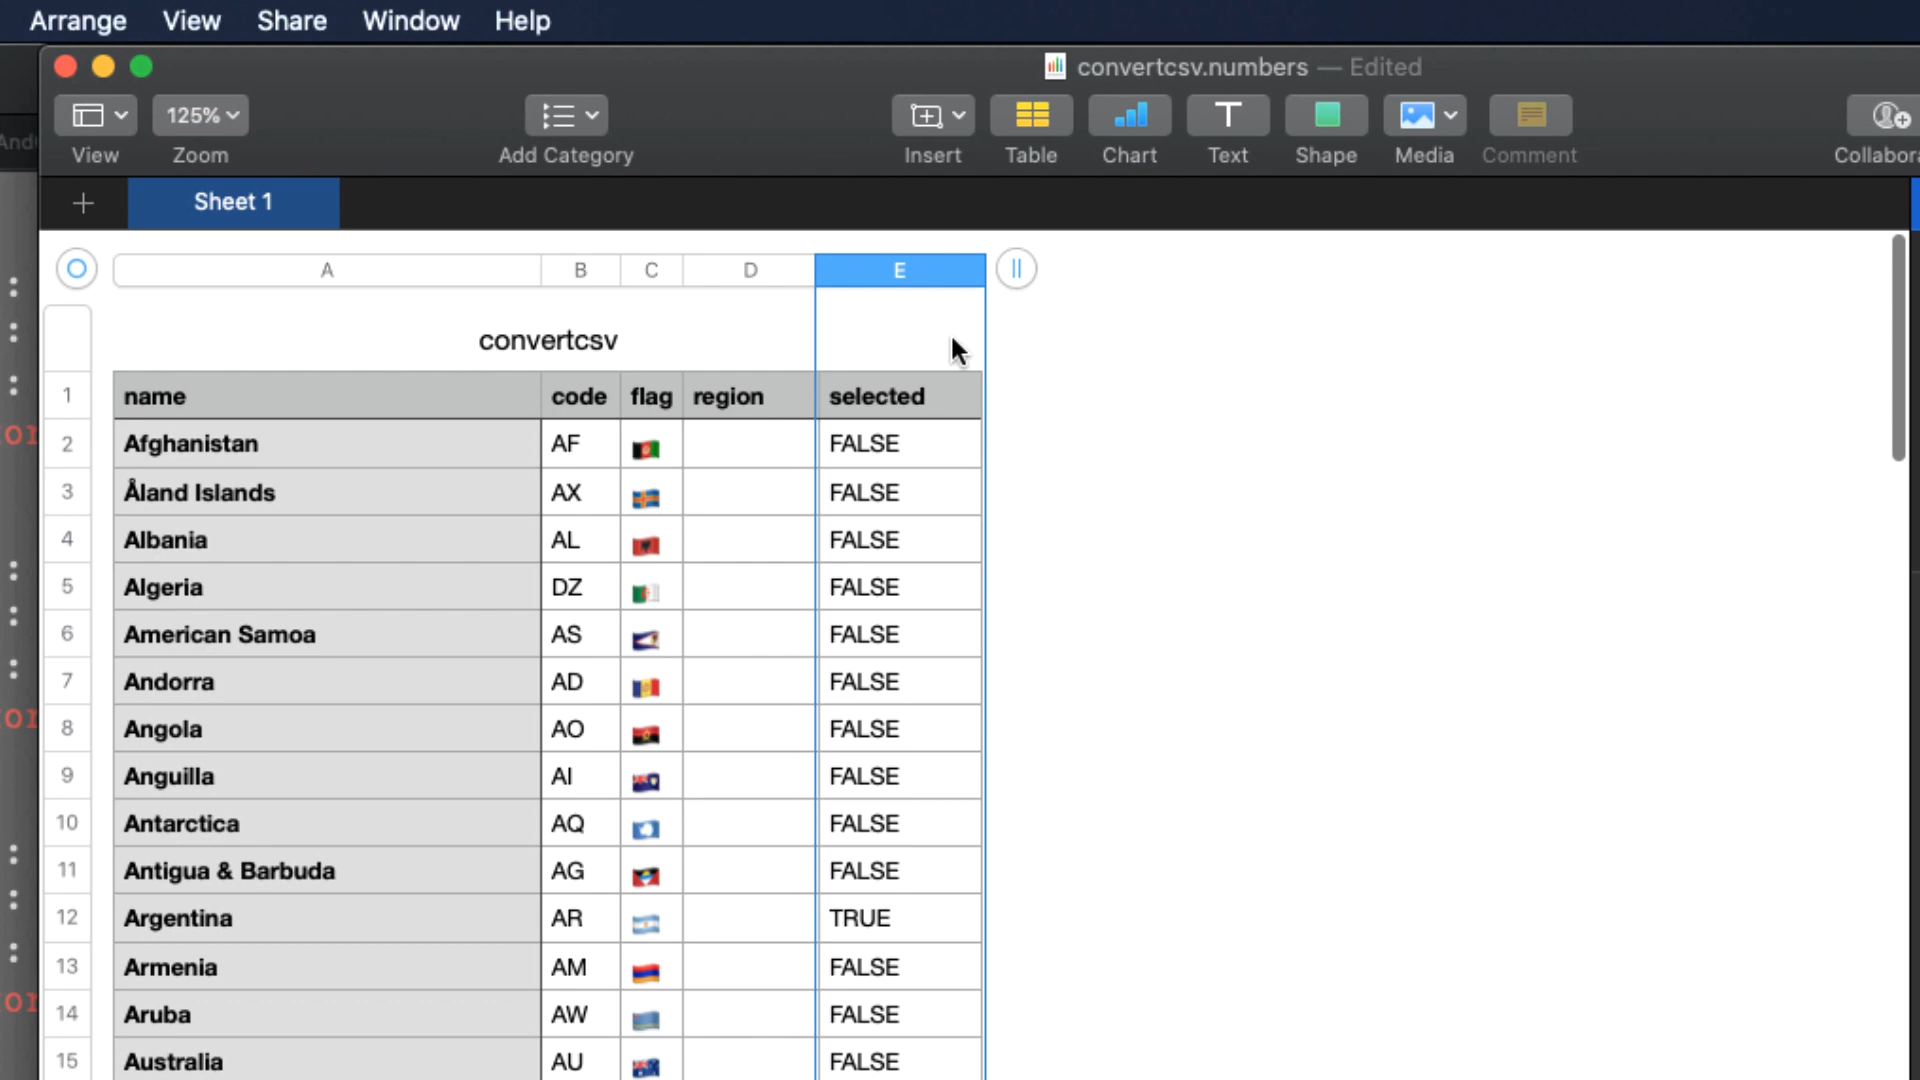 Arrange View Share Window Help
convertcsv.numbers — Edited
125%
View Zoom Add Category Insert Table Chart Text Shape Media Comment
Sheet 1
A B C D E
convertcsv
1 name code flag region selected
2 Afghanistan AF FALSE
3 Åland Islands AX FALSE
4 Albania AL FALSE
5 Algeria DZ FALSE
6 American Samoa AS FALSE
7 Andorra AD FALSE
8 Angola AO FALSE
9 Anguilla AI FALSE
10 Antarctica AQ FALSE
11 Antigua & Barbuda AG FALSE
12 Argentina AR TRUE
13 Armenia AM FALSE
14 Aruba AW FALSE
15 Australia AU FALSE